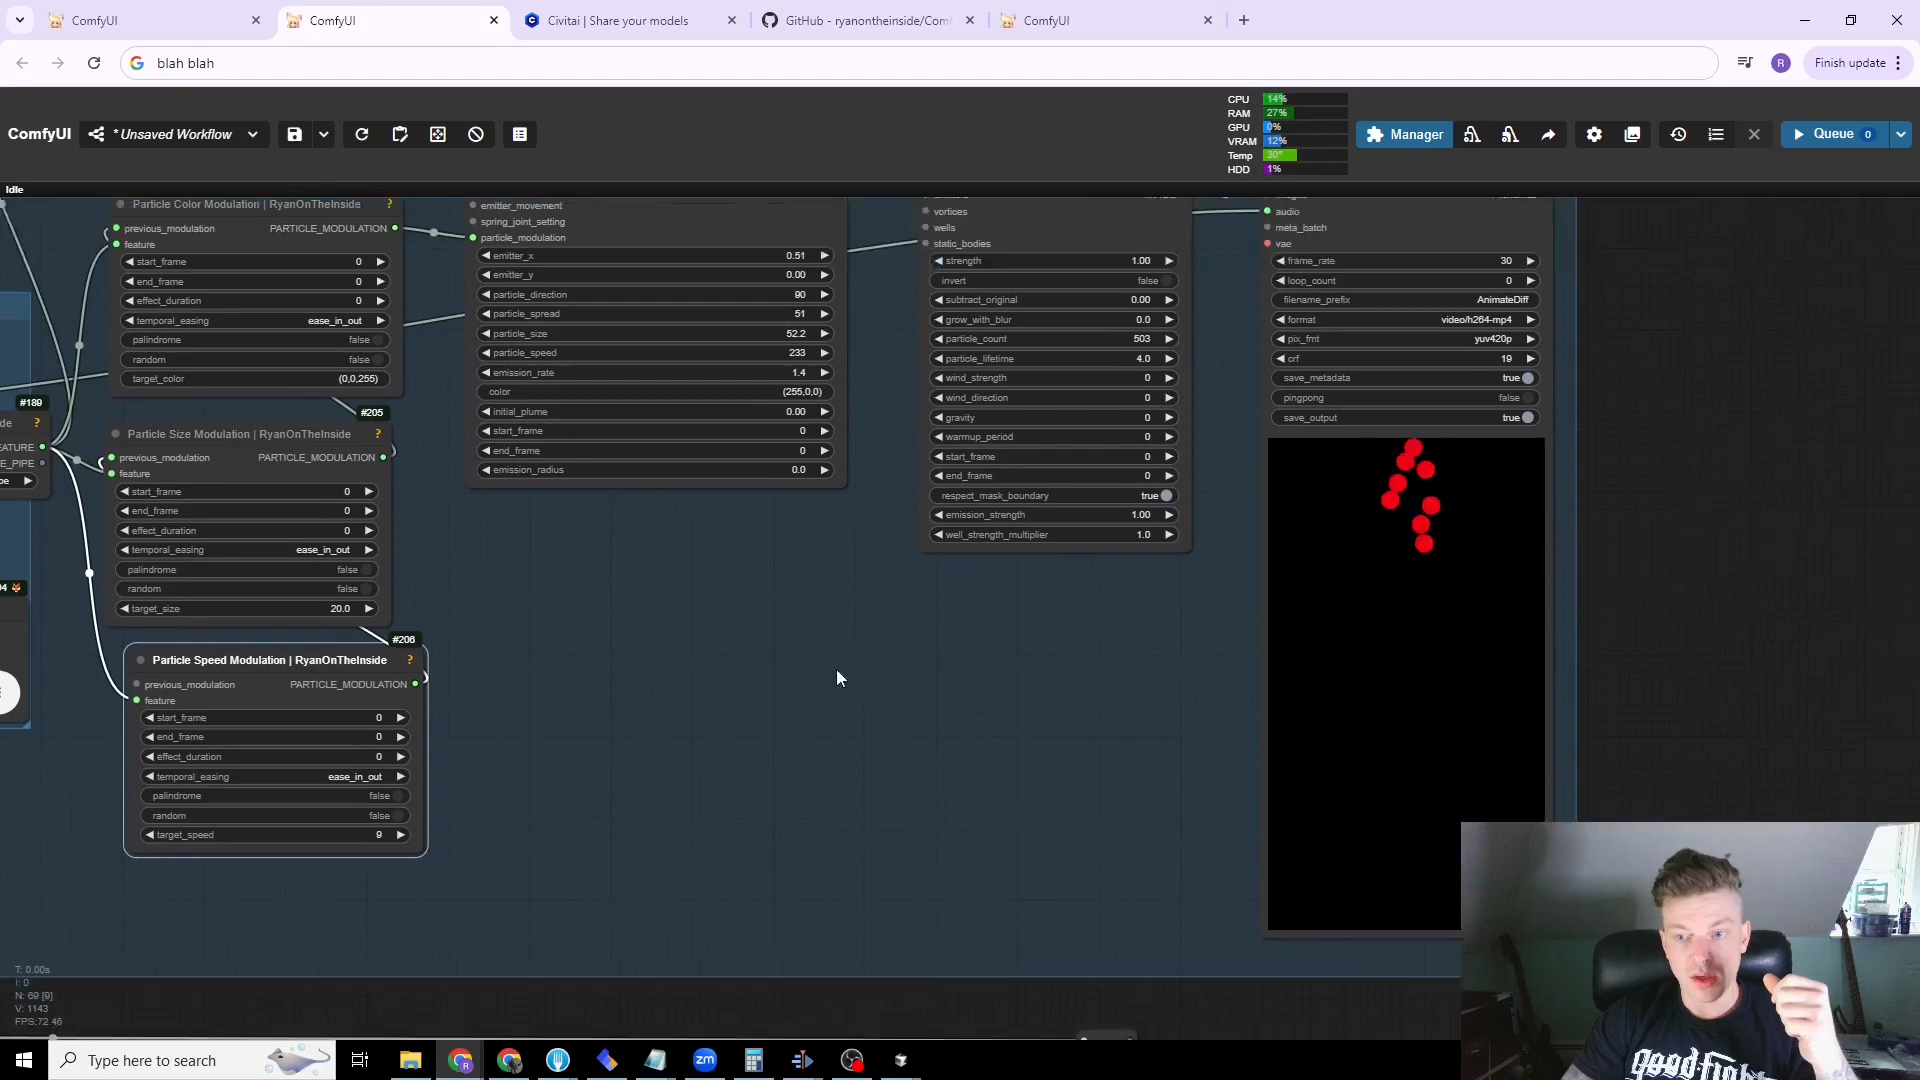 ComfyUI
ComfyUI
Civitai | Share your models
GitHub - ryanontheinside/Com
ComfyUI
blah blah
R
Finish update
ComfyUI
*Unsaved Workflow
CPU 14%
RAM 27%
GPU 0%
VRAM 12%
Temp 30°
HDD 1%
Manager
Queue 0
Idle
Particle Color Modulation | RyanOnTheInside ?
previous_modulation PARTICLE_MODULATION
feature
start_frame 0
end_frame 0
effect_duration 0
temporal_easing ease_in_out
palindrome false
random false
target_color (0,0,255)
#189
de ?
EATURE
E_PIPE
pe
#205
Particle Size Modulation | RyanOnTheInside ?
previous_modulation PARTICLE_MODULATION
feature
start_frame 0
end_frame 0
effect_duration 0
temporal_easing ease_in_out
palindrome false
random false
target_size 20.0
#206
Particle Speed Modulation | RyanOnTheInside ?
previous_modulation PARTICLE_MODULATION
feature
start_frame 0
end_frame 0
effect_duration 0
temporal_easing ease_in_out
palindrome false
random false
target_speed 9
emitter_movement
spring_joint_setting
particle_modulation
emitter_x 0.51
emitter_y 0.00
particle_direction 90
particle_spread 51
particle_size 52.2
particle_speed 233
emission_rate 1.4
color (255,0,0)
initial_plume 0.00
start_frame 0
end_frame 0
emission_radius 0.0
vortices
wells
static_bodies
strength 1.00
invert false
subtract_original 0.00
grow_with_blur 0.0
particle_count 503
particle_lifetime 4.0
wind_strength 0
wind_direction 0
gravity 0
warmup_period 0
start_frame 0
end_frame 0
respect_mask_boundary true
emission_strength 1.00
well_strength_multiplier 1.0
audio
meta_batch
vae
frame_rate 30
loop_count 0
filename_prefix AnimateDiff
format video/h264-mp4
pix_fmt yuv420p
crf 19
save_metadata true
pingpong false
save_output true
T: 0.00s
I: 0
N: 69 [9]
V: 1143
FPS:72.46
Type here to search
R
zm